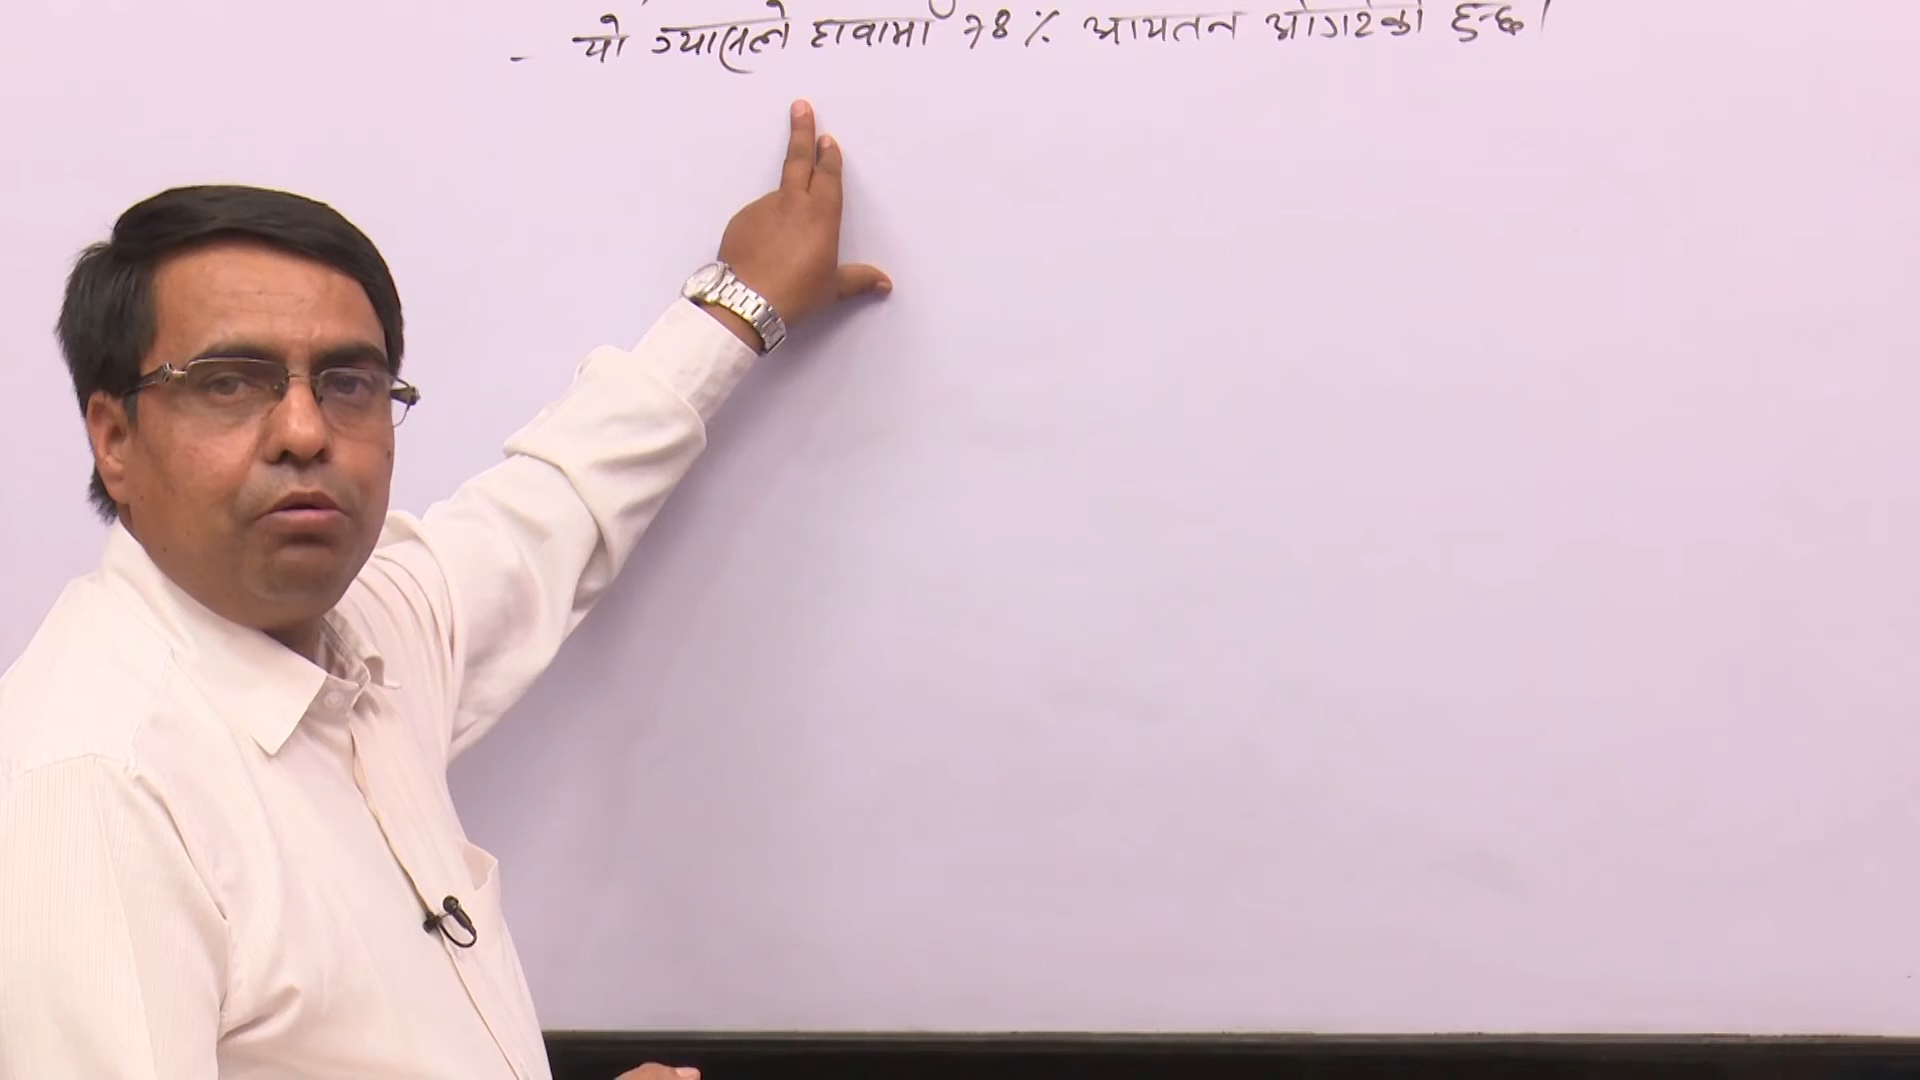 - यो ग्यासले हावामा 78% आयतन ओगटेको हुन्छ।